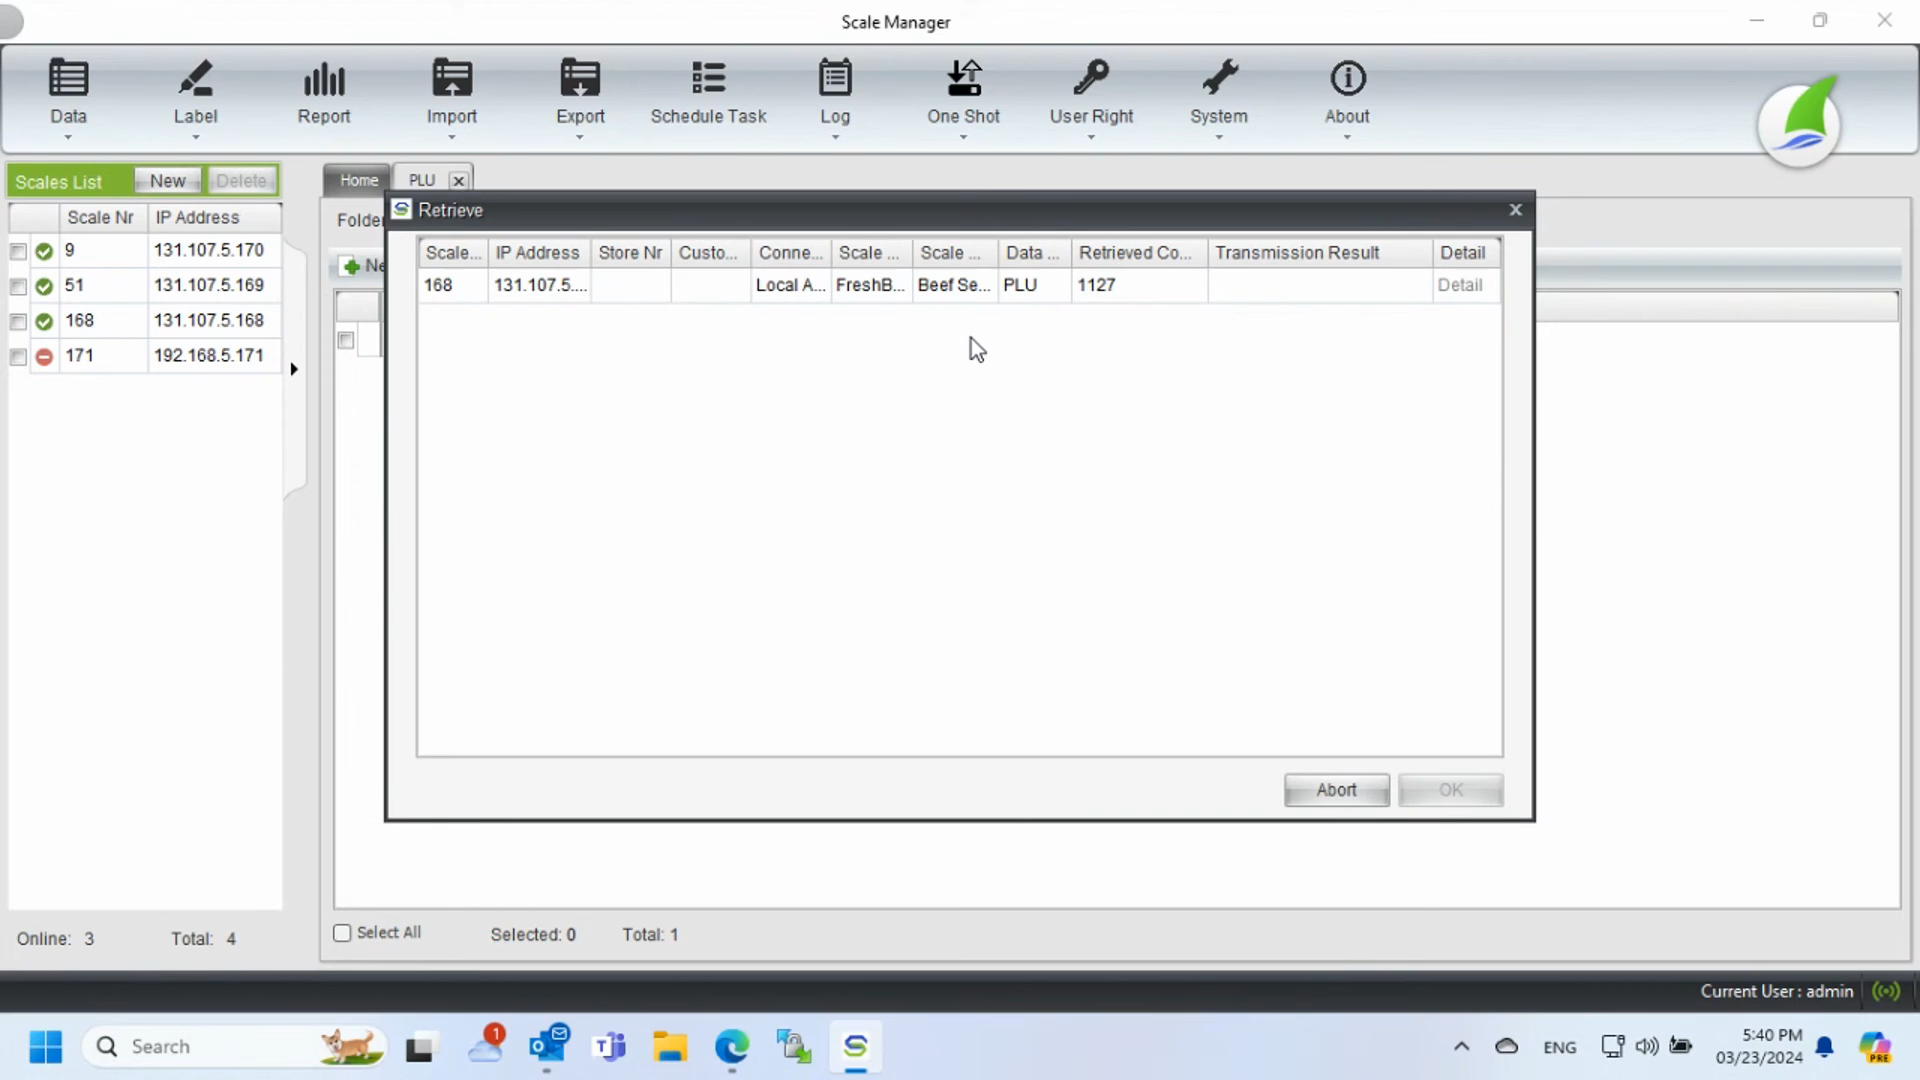 Scale Manager
Data Label Report Import Export Schedule Task Log One Shot User Right System About
Scales List New Delete
Scale Nr IP Address
9 131.107.5.170
51 131.107.5.169
168 131.107.5.168
171 192.168.5.171
Online: 3 Total: 4
Home PLU
Folder
Ne
Retrieve
Scale... IP Address Store Nr Custo... Conne... Scale ... Scale ... Data ... Retrieved Co... Transmission Result Detail
168 131.107.5.... Local A... FreshB... Beef Se... PLU 1127 Detail
Abort OK
Select All Selected: 0 Total: 1
Current User : admin
Search
1
ENG
5:40 PM
03/23/2024
PRE